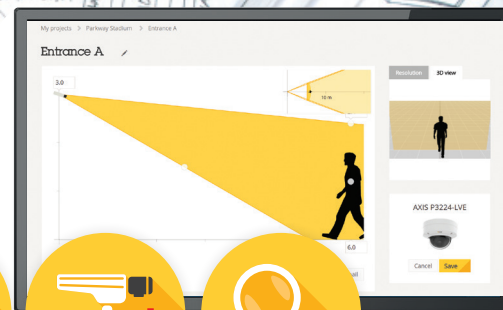 My projects > Parkway Stadium > Entrance A
Entrance A
3.0
10 m
6.0
Resolution 3D view
AXIS P3224-LVE
Cancel Save